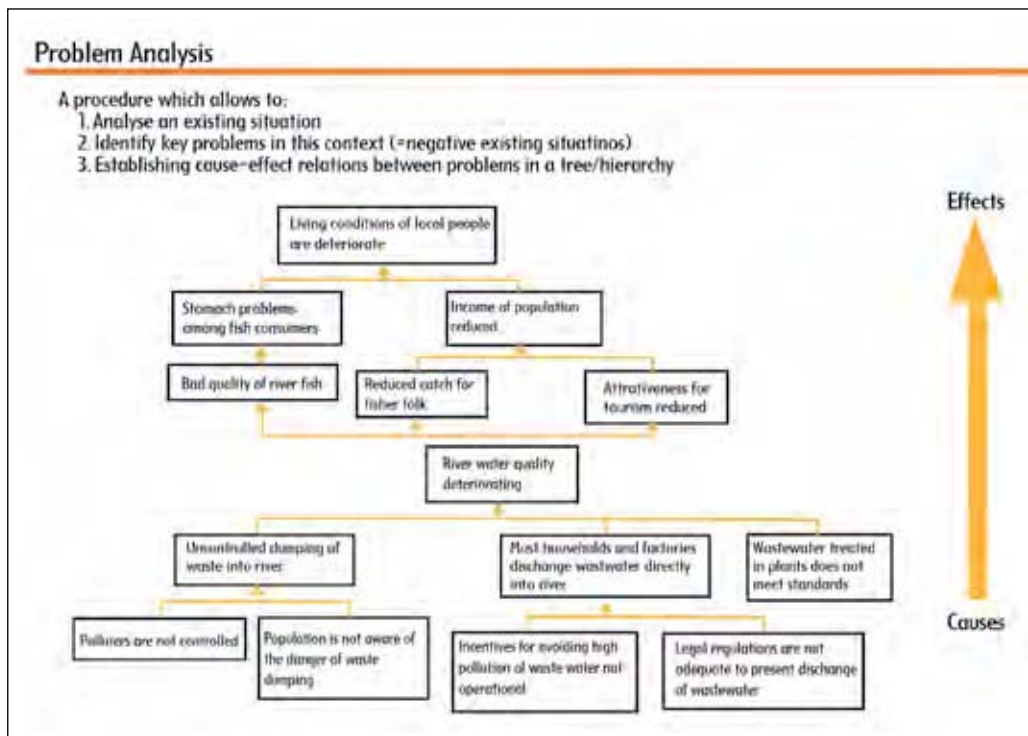 Problem Analysis
A procedure which allows to:
1. Analyse an existing situation
2. Identify key problems in this context (=negative existing situatinos)
3. Establishing cause-effect relations between problems in a tree/hierarchy
Effects
Living conditions of local people
are deteriorate
Stomach problems
among fish consumers
Income of population
reduced
Bad quality of river fish
Reduced catch for
fisher folk
Attrativeness for
tourism reduced
River water quality
deteriorating
Uncontrolled dumping of
waste into river
Most households and factories
discharge wastwater directly
into river
Wastewater treated
in plants does not
meet standards
Causes
Polluters are not controlled
Population is not aware of
the danger of waste
dumping
Incentives for avoiding high
pollution of waste water not
operational
Legal regulations are not
adequate to present discharge
of wastewater